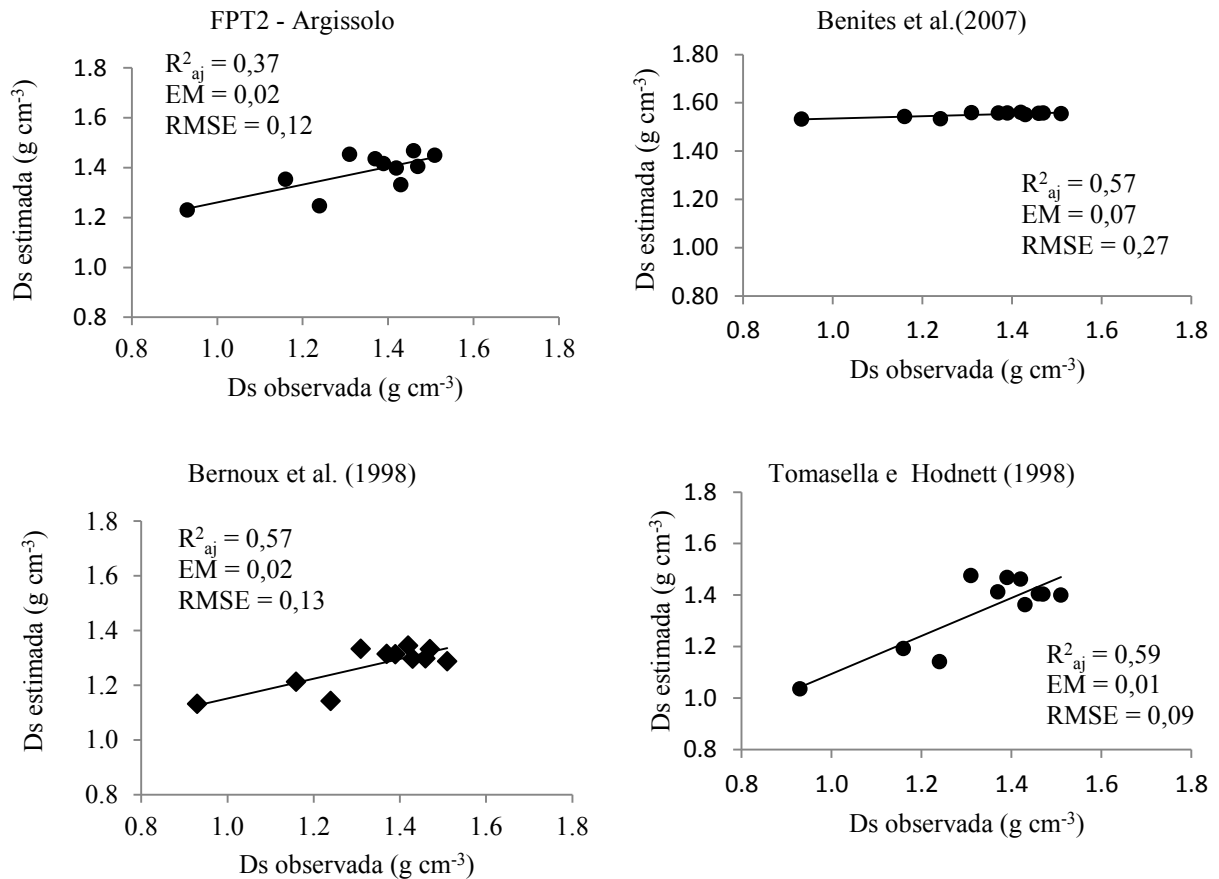 FPT2 - Argissolo
R²aj = 0,37
EM = 0,02
RMSE = 0,12
Ds estimada (g cm⁻³)
1.8
1.6
1.4
1.2
1.0
0.8
0.8 1.0 1.2 1.4 1.6 1.8
Ds observada (g cm⁻³)
Benites et al.(2007)
R²aj = 0,57
EM = 0,07
RMSE = 0,27
Ds estimada (g cm⁻³)
1.80
1.60
1.40
1.20
1.00
0.80
0.8 1.0 1.2 1.4 1.6 1.8
Ds observada (g cm⁻³)
Bernoux et al. (1998)
R²aj = 0,57
EM = 0,02
RMSE = 0,13
Ds estimada (g cm⁻³)
1.8
1.6
1.4
1.2
1.0
0.8
0.8 1.0 1.2 1.4 1.6 1.8
Ds observada (g cm⁻³)
Tomasella e Hodnett (1998)
R²aj = 0,59
EM = 0,01
RMSE = 0,09
Ds estimada (g cm⁻³)
1.8
1.6
1.4
1.2
1.0
0.8
0.8 1.0 1.2 1.4 1.6 1.8
Ds observada (g cm⁻³)